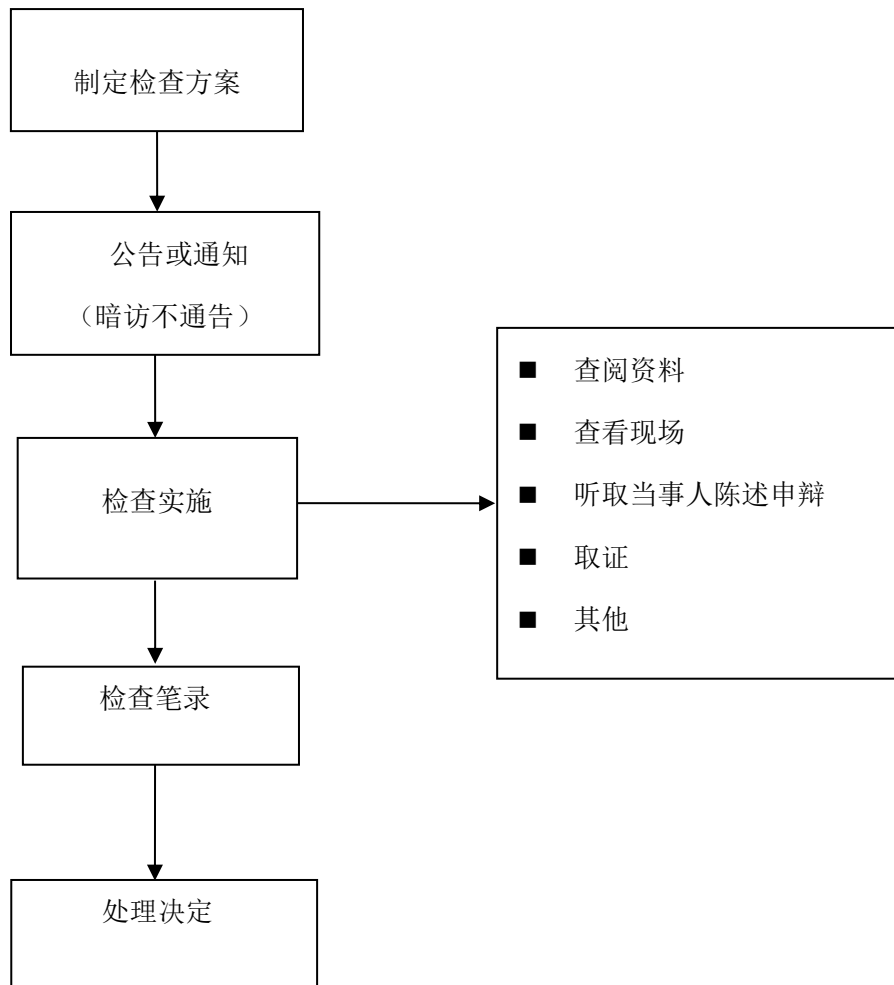 制定检查方案
公告或通知
（暗访不通告）
检查实施
■ 查阅资料
■ 查看现场
■ 听取当事人陈述申辩
■ 取证
■ 其他
检查笔录
处理决定